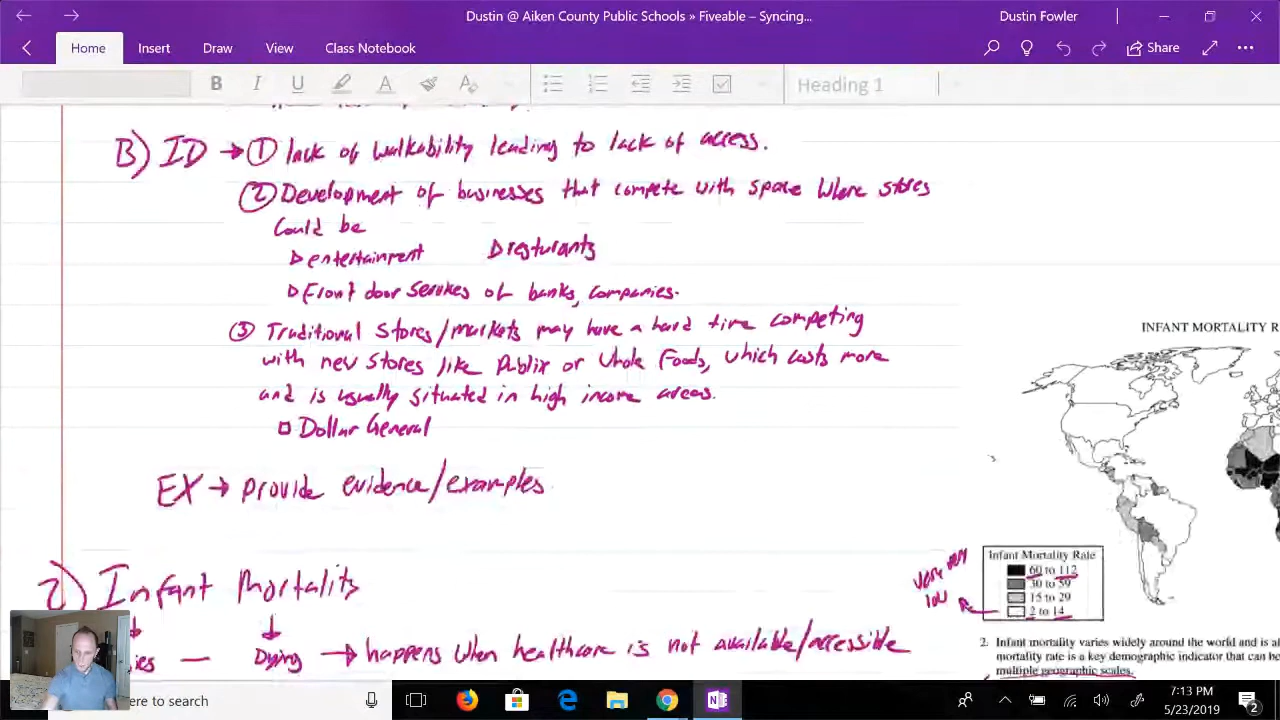 Dustin @ Aiken County Public Schools » Fiveable – Syncing...
Dustin Fowler
Home
Insert
Draw
View
Class Notebook
Share
B
I
U
A
Heading 1
B) ID → ① lack of walkability leading to lack of access.
② Development of businesses that compete with space where stores
could be
▷ entertainment ▷ resturants
▷ Front door services of banks, companies.
③ Traditional stores/markets may have a hard time competing
with new stores like Publix or Whole Foods, which costs more
and is usually situated in high income areas.
□ Dollar General
EX → provide evidence/examples
INFANT MORTALITY R
Infant Mortality Rate
60 to 112
30 to 59
15 to 29
2 to 14
very very
low
2) Infant Mortality
ies — Dying → happens when healthcare is not available/accessible
2. Infant mortality varies widely around the world and is al
mortality rate is a key demographic indicator that can be
multiple geographic scales.
ere to search
7:13 PM
5/23/2019
2